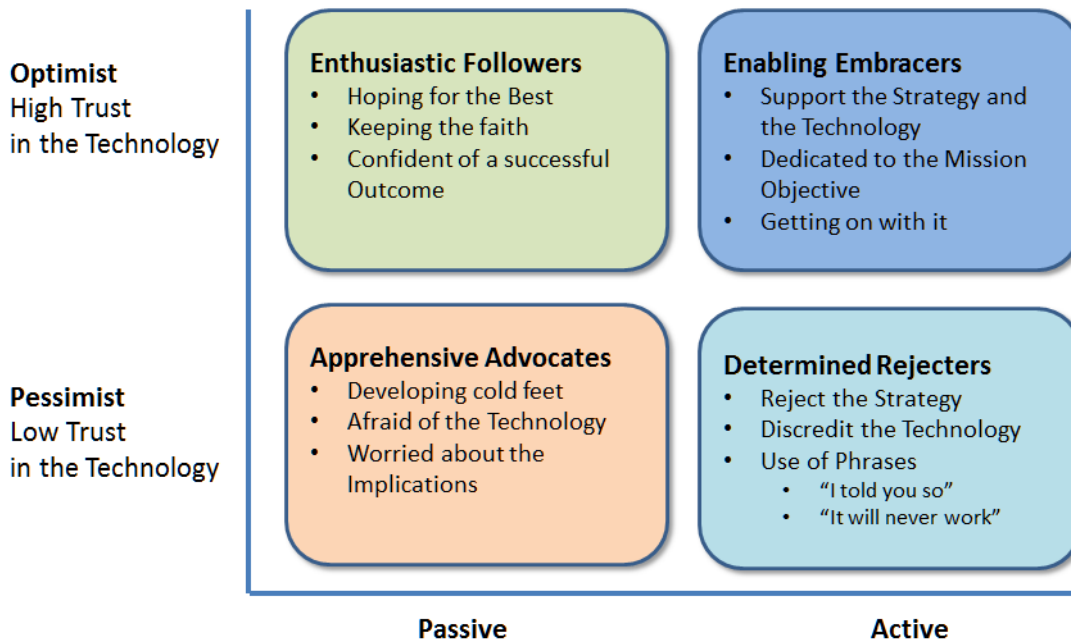 Optimist
High Trust
in the Technology
Enthusiastic Followers
• Hoping for the Best
• Keeping the faith
• Confident of a successful
Outcome
Enabling Embracers
• Support the Strategy and
the Technology
• Dedicated to the Mission
Objective
• Getting on with it
Pessimist
Low Trust
in the Technology
Apprehensive Advocates
• Developing cold feet
• Afraid of the Technology
• Worried about the
Implications
Determined Rejecters
• Reject the Strategy
• Discredit the Technology
• Use of Phrases
• “I told you so”
• “It will never work”
Passive
Active